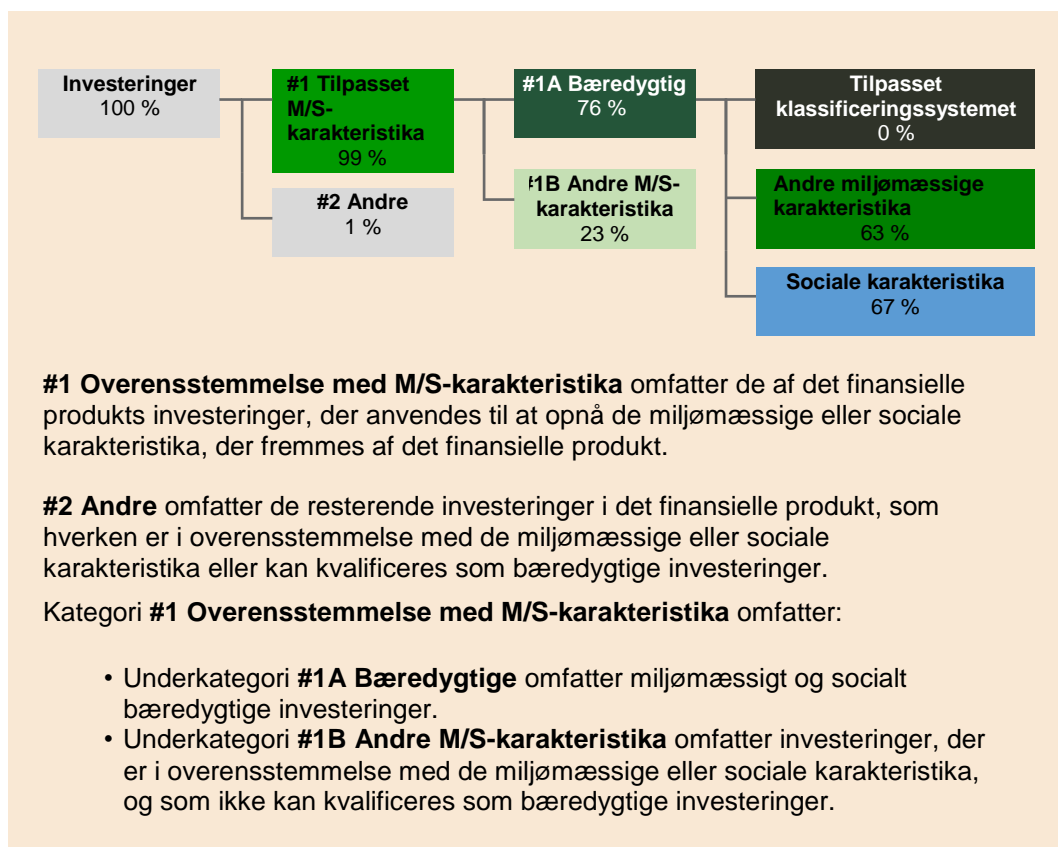 Investeringer
100 %
#1 Tilpasset
M/S-
karakteristika
99 %
#2 Andre
1 %
#1A Bæredygtig
76 %
#1B Andre M/S-
karakteristika
23 %
Tilpasset
klassificeringssystemet
0 %
Andre miljømæssige
karakteristika
63 %
Sociale karakteristika
67 %
#1 Overensstemmelse med M/S-karakteristika omfatter de af det finansielle
produkts investeringer, der anvendes til at opnå de miljømæssige eller sociale
karakteristika, der fremmes af det finansielle produkt.
#2 Andre omfatter de resterende investeringer i det finansielle produkt, som
hverken er i overensstemmelse med de miljømæssige eller sociale
karakteristika eller kan kvalificeres som bæredygtige investeringer.
Kategori #1 Overensstemmelse med M/S-karakteristika omfatter:
• Underkategori #1A Bæredygtige omfatter miljømæssigt og socialt
bæredygtige investeringer.
• Underkategori #1B Andre M/S-karakteristika omfatter investeringer, der
er i overensstemmelse med de miljømæssige eller sociale karakteristika,
og som ikke kan kvalificeres som bæredygtige investeringer.